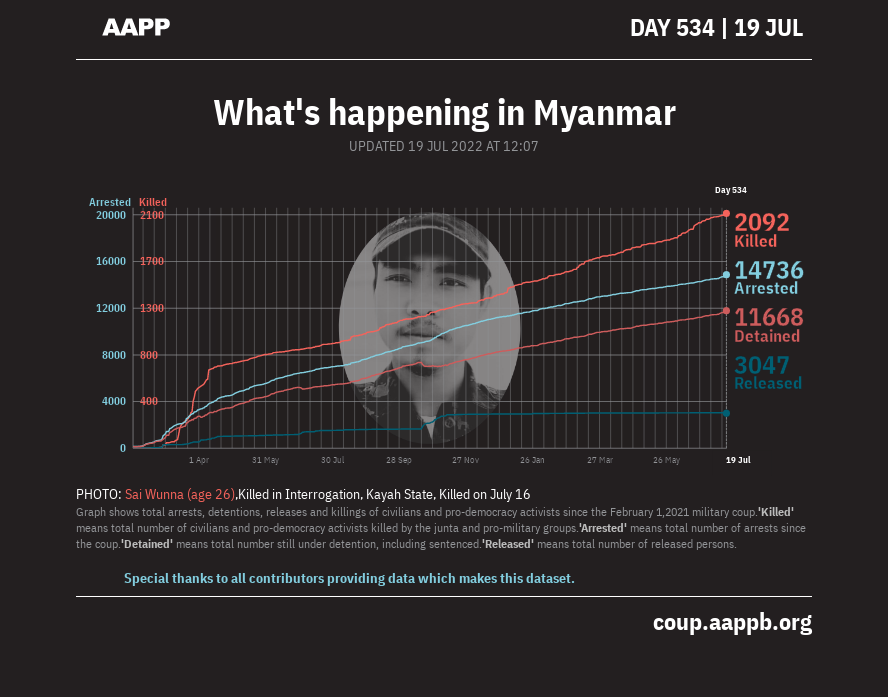 AAPP
DAY 534 | 19 JUL
What's happening in Myanmar
UPDATED 19 JUL 2022 AT 12:07
Day 534
Arrested Killed
20000 2100
16000 1700
12000 1300
8000 800
4000 400
0
2092
Killed
14736
Arrested
11668
Detained
3047
Released
1 Apr 31 May 30 Jul 28 Sep 27 Nov 26 Jan 27 Mar 26 May 19 Jul
PHOTO: Sai Wunna (age 26),Killed in Interrogation, Kayah State, Killed on July 16
Graph shows total arrests, detentions, releases and killings of civilians and pro-democracy activists since the February 1,2021 military coup.'Killed'
means total number of civilians and pro-democracy activists killed by the junta and pro-military groups.'Arrested' means total number of arrests since
the coup.'Detained' means total number still under detention, including sentenced.'Released' means total number of released persons.
Special thanks to all contributors providing data which makes this dataset.
coup.aappb.org